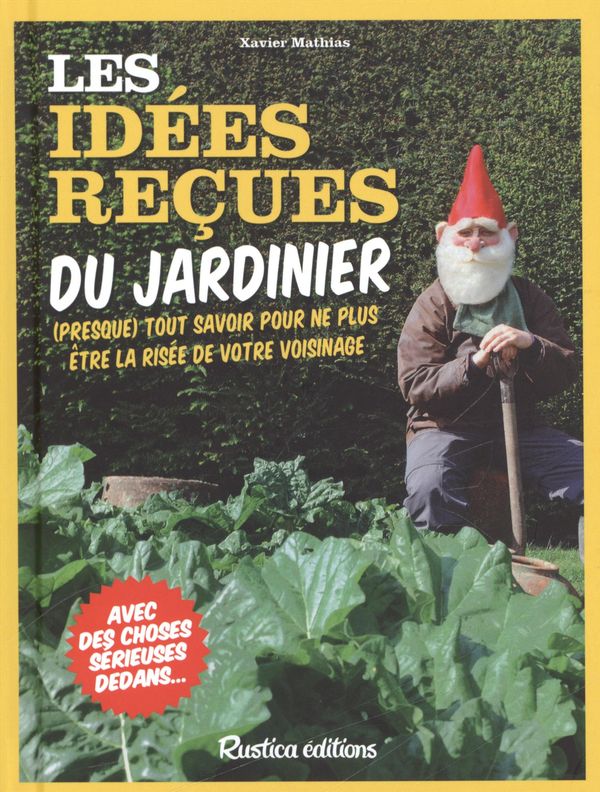 Xavier Mathias
LES
IDÉES
REÇUES
DU JARDINIER
(PRESQUE) TOUT SAVOIR POUR NE PLUS
ÊTRE LA RISÉE DE VOTRE VOISINAGE
AVEC
DES CHOSES
SÉRIEUSES
DEDANS...
Rustica éditions